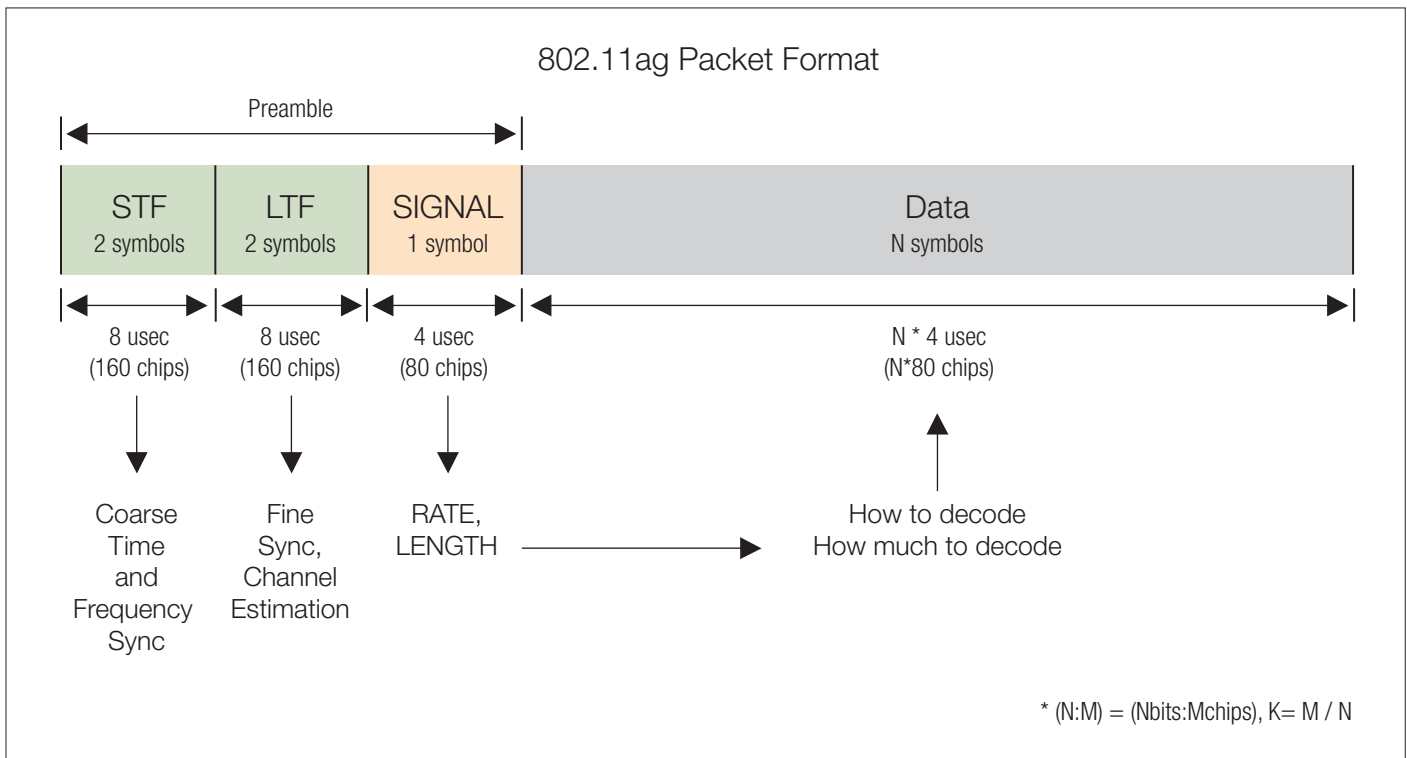 802.11ag Packet Format
Preamble
STF
2 symbols
LTF
2 symbols
SIGNAL
1 symbol
Data
N symbols
8 usec
(160 chips)
8 usec
(160 chips)
4 usec
(80 chips)
N * 4 usec
(N*80 chips)
Coarse
Time
and
Frequency
Sync
Fine
Sync,
Channel
Estimation
RATE,
LENGTH
How to decode
How much to decode
* (N:M) = (Nbits:Mchips), K= M / N